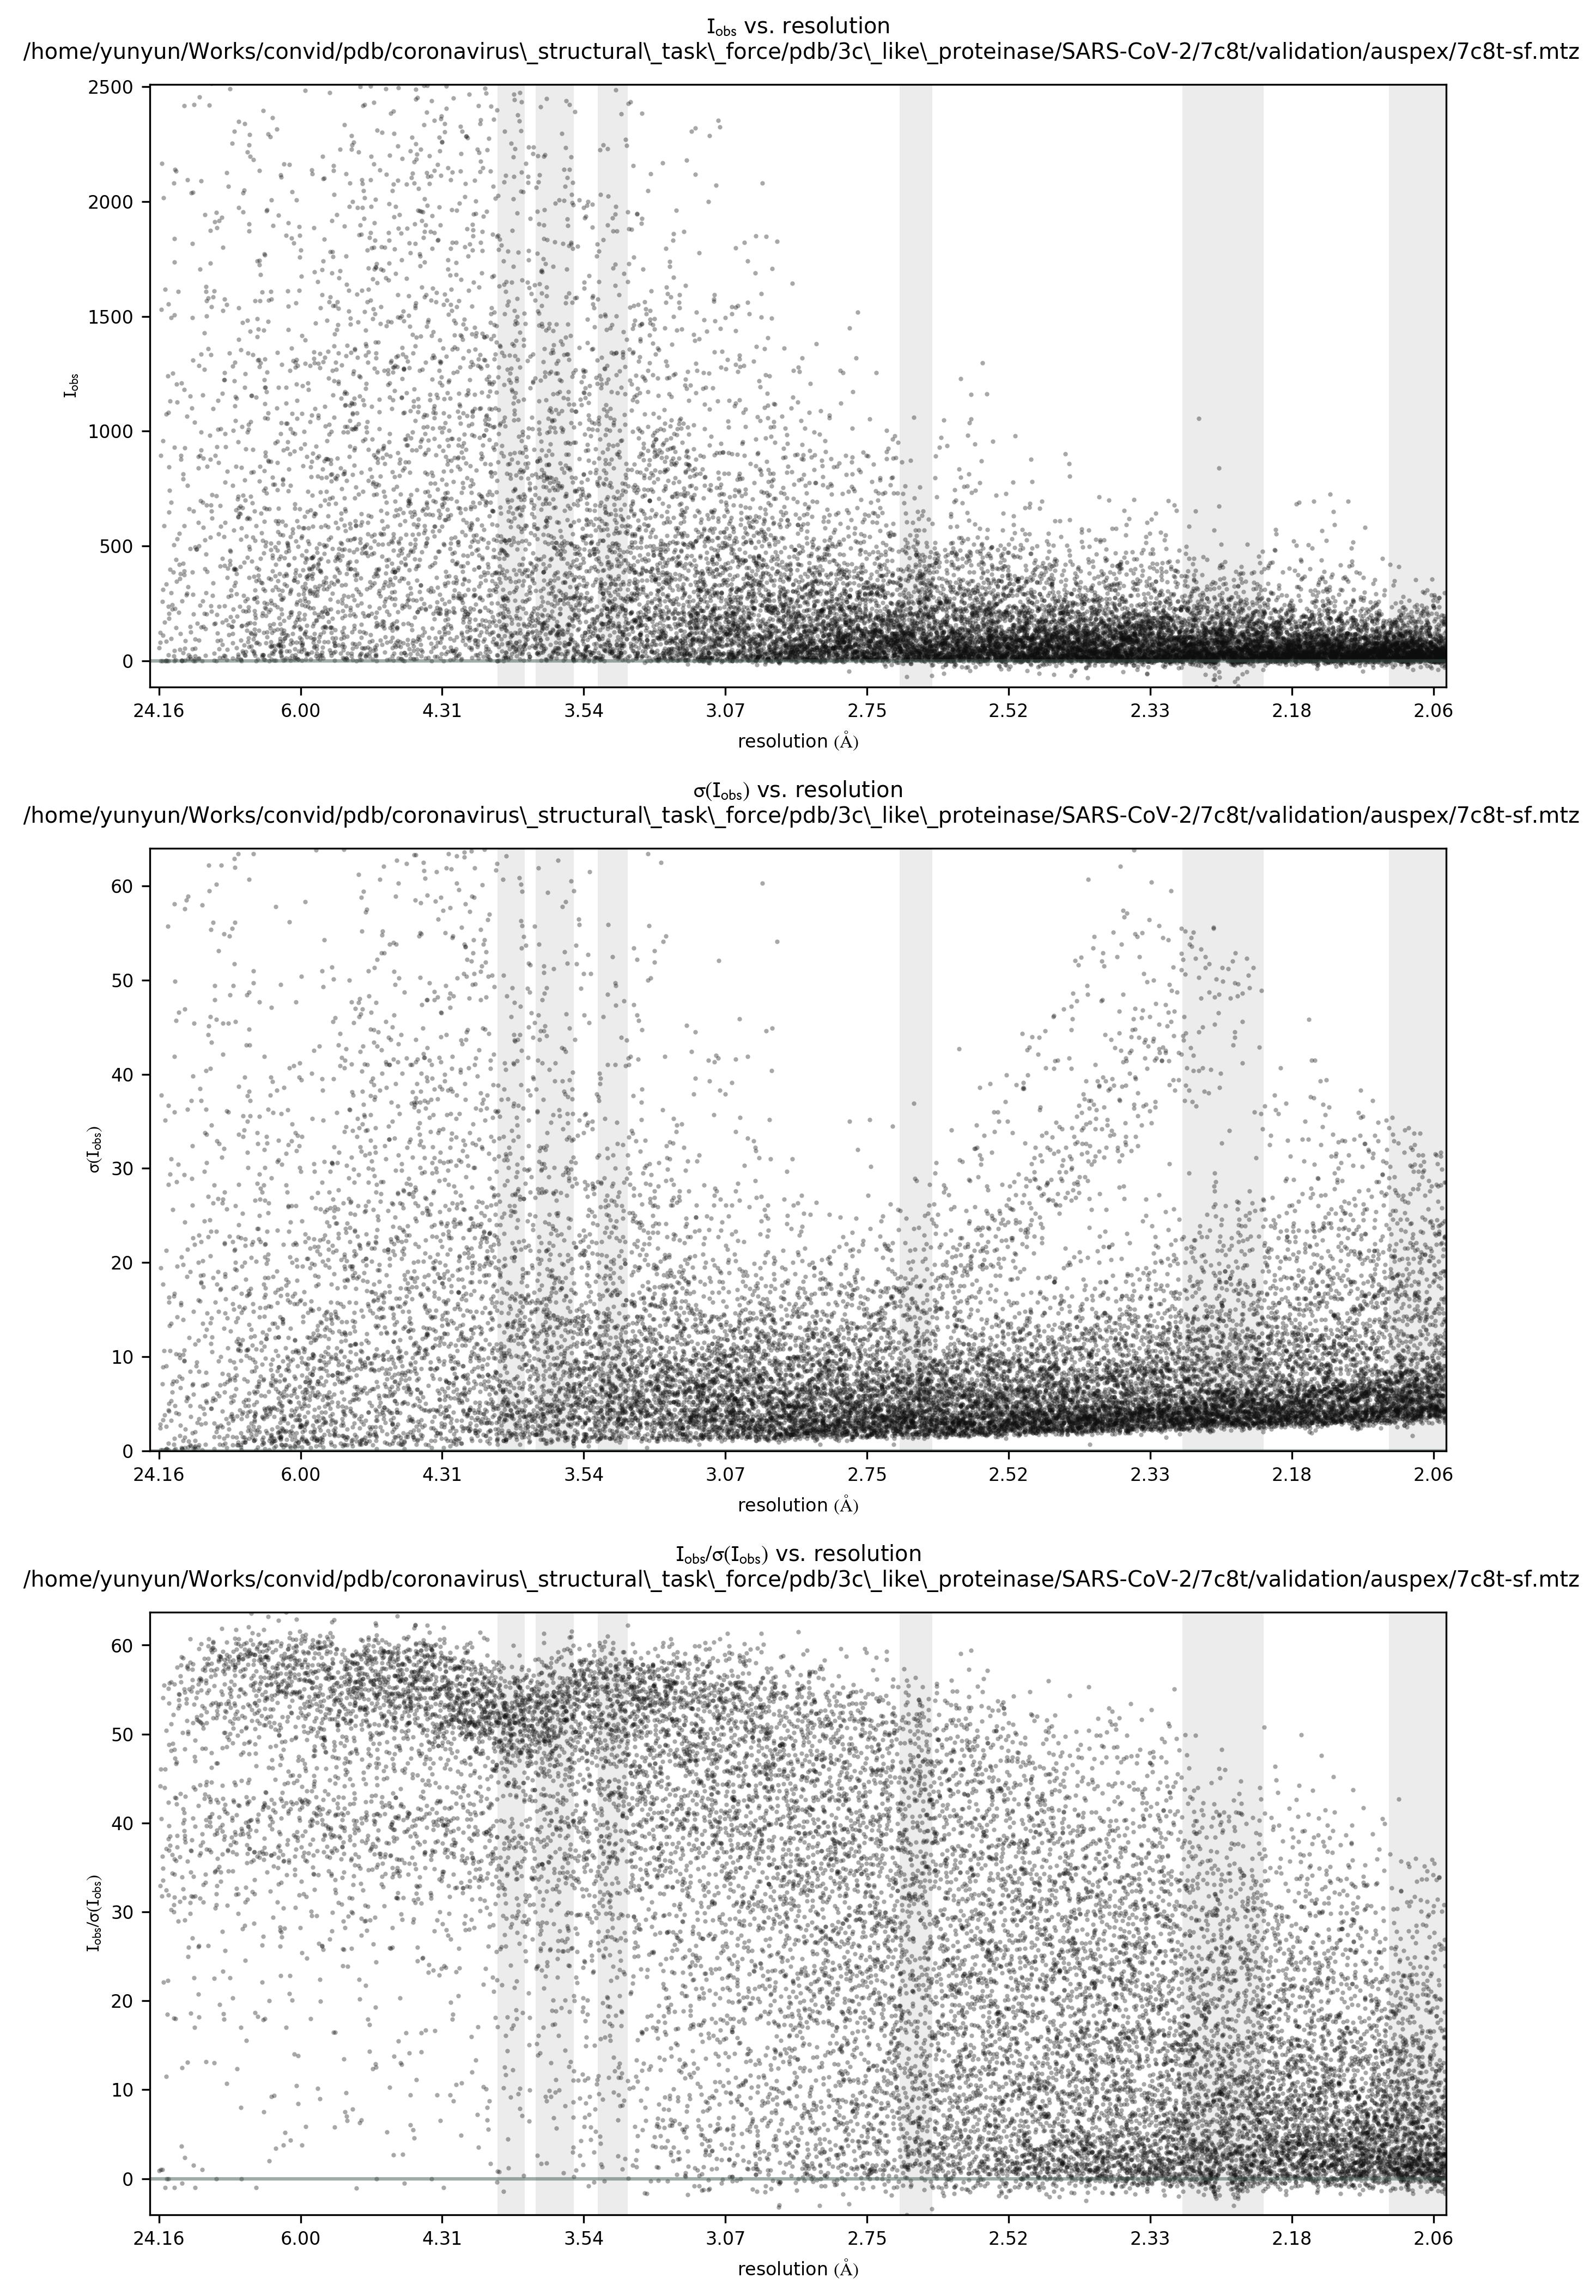 I_obs vs. resolution
/home/yunyun/Works/convid/pdb/coronavirus\_structural\_task\_force/pdb/3c\_like\_proteinase/SARS-CoV-2/7c8t/validation/auspex/7c8t-sf.mtz
2500
2000
1500
1000
500
0
I_obs
24.16 6.00 4.31 3.54 3.07 2.75 2.52 2.33 2.18 2.06
resolution (Å)
σ(I_obs) vs. resolution
/home/yunyun/Works/convid/pdb/coronavirus\_structural\_task\_force/pdb/3c\_like\_proteinase/SARS-CoV-2/7c8t/validation/auspex/7c8t-sf.mtz
60
50
40
30
20
10
0
σ(I_obs)
24.16 6.00 4.31 3.54 3.07 2.75 2.52 2.33 2.18 2.06
resolution (Å)
I_obs/σ(I_obs) vs. resolution
/home/yunyun/Works/convid/pdb/coronavirus\_structural\_task\_force/pdb/3c\_like\_proteinase/SARS-CoV-2/7c8t/validation/auspex/7c8t-sf.mtz
60
50
40
30
20
10
0
I_obs/σ(I_obs)
24.16 6.00 4.31 3.54 3.07 2.75 2.52 2.33 2.18 2.06
resolution (Å)